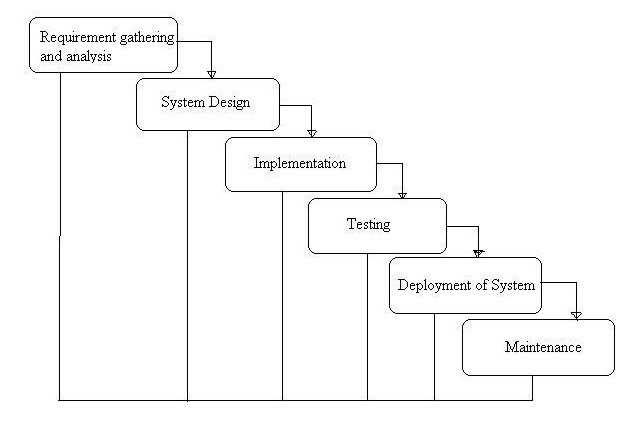 Requirement gathering
and analysis
System Design
Implementation
Testing
Deployment of System
Maintenance